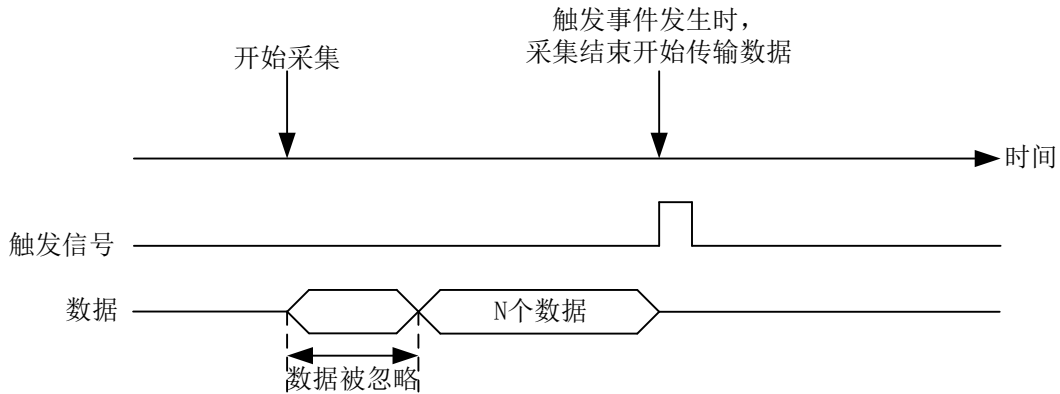 触发事件发生时，
采集结束开始传输数据
开始采集
时间
触发信号
数据
N个数据
数据被忽略